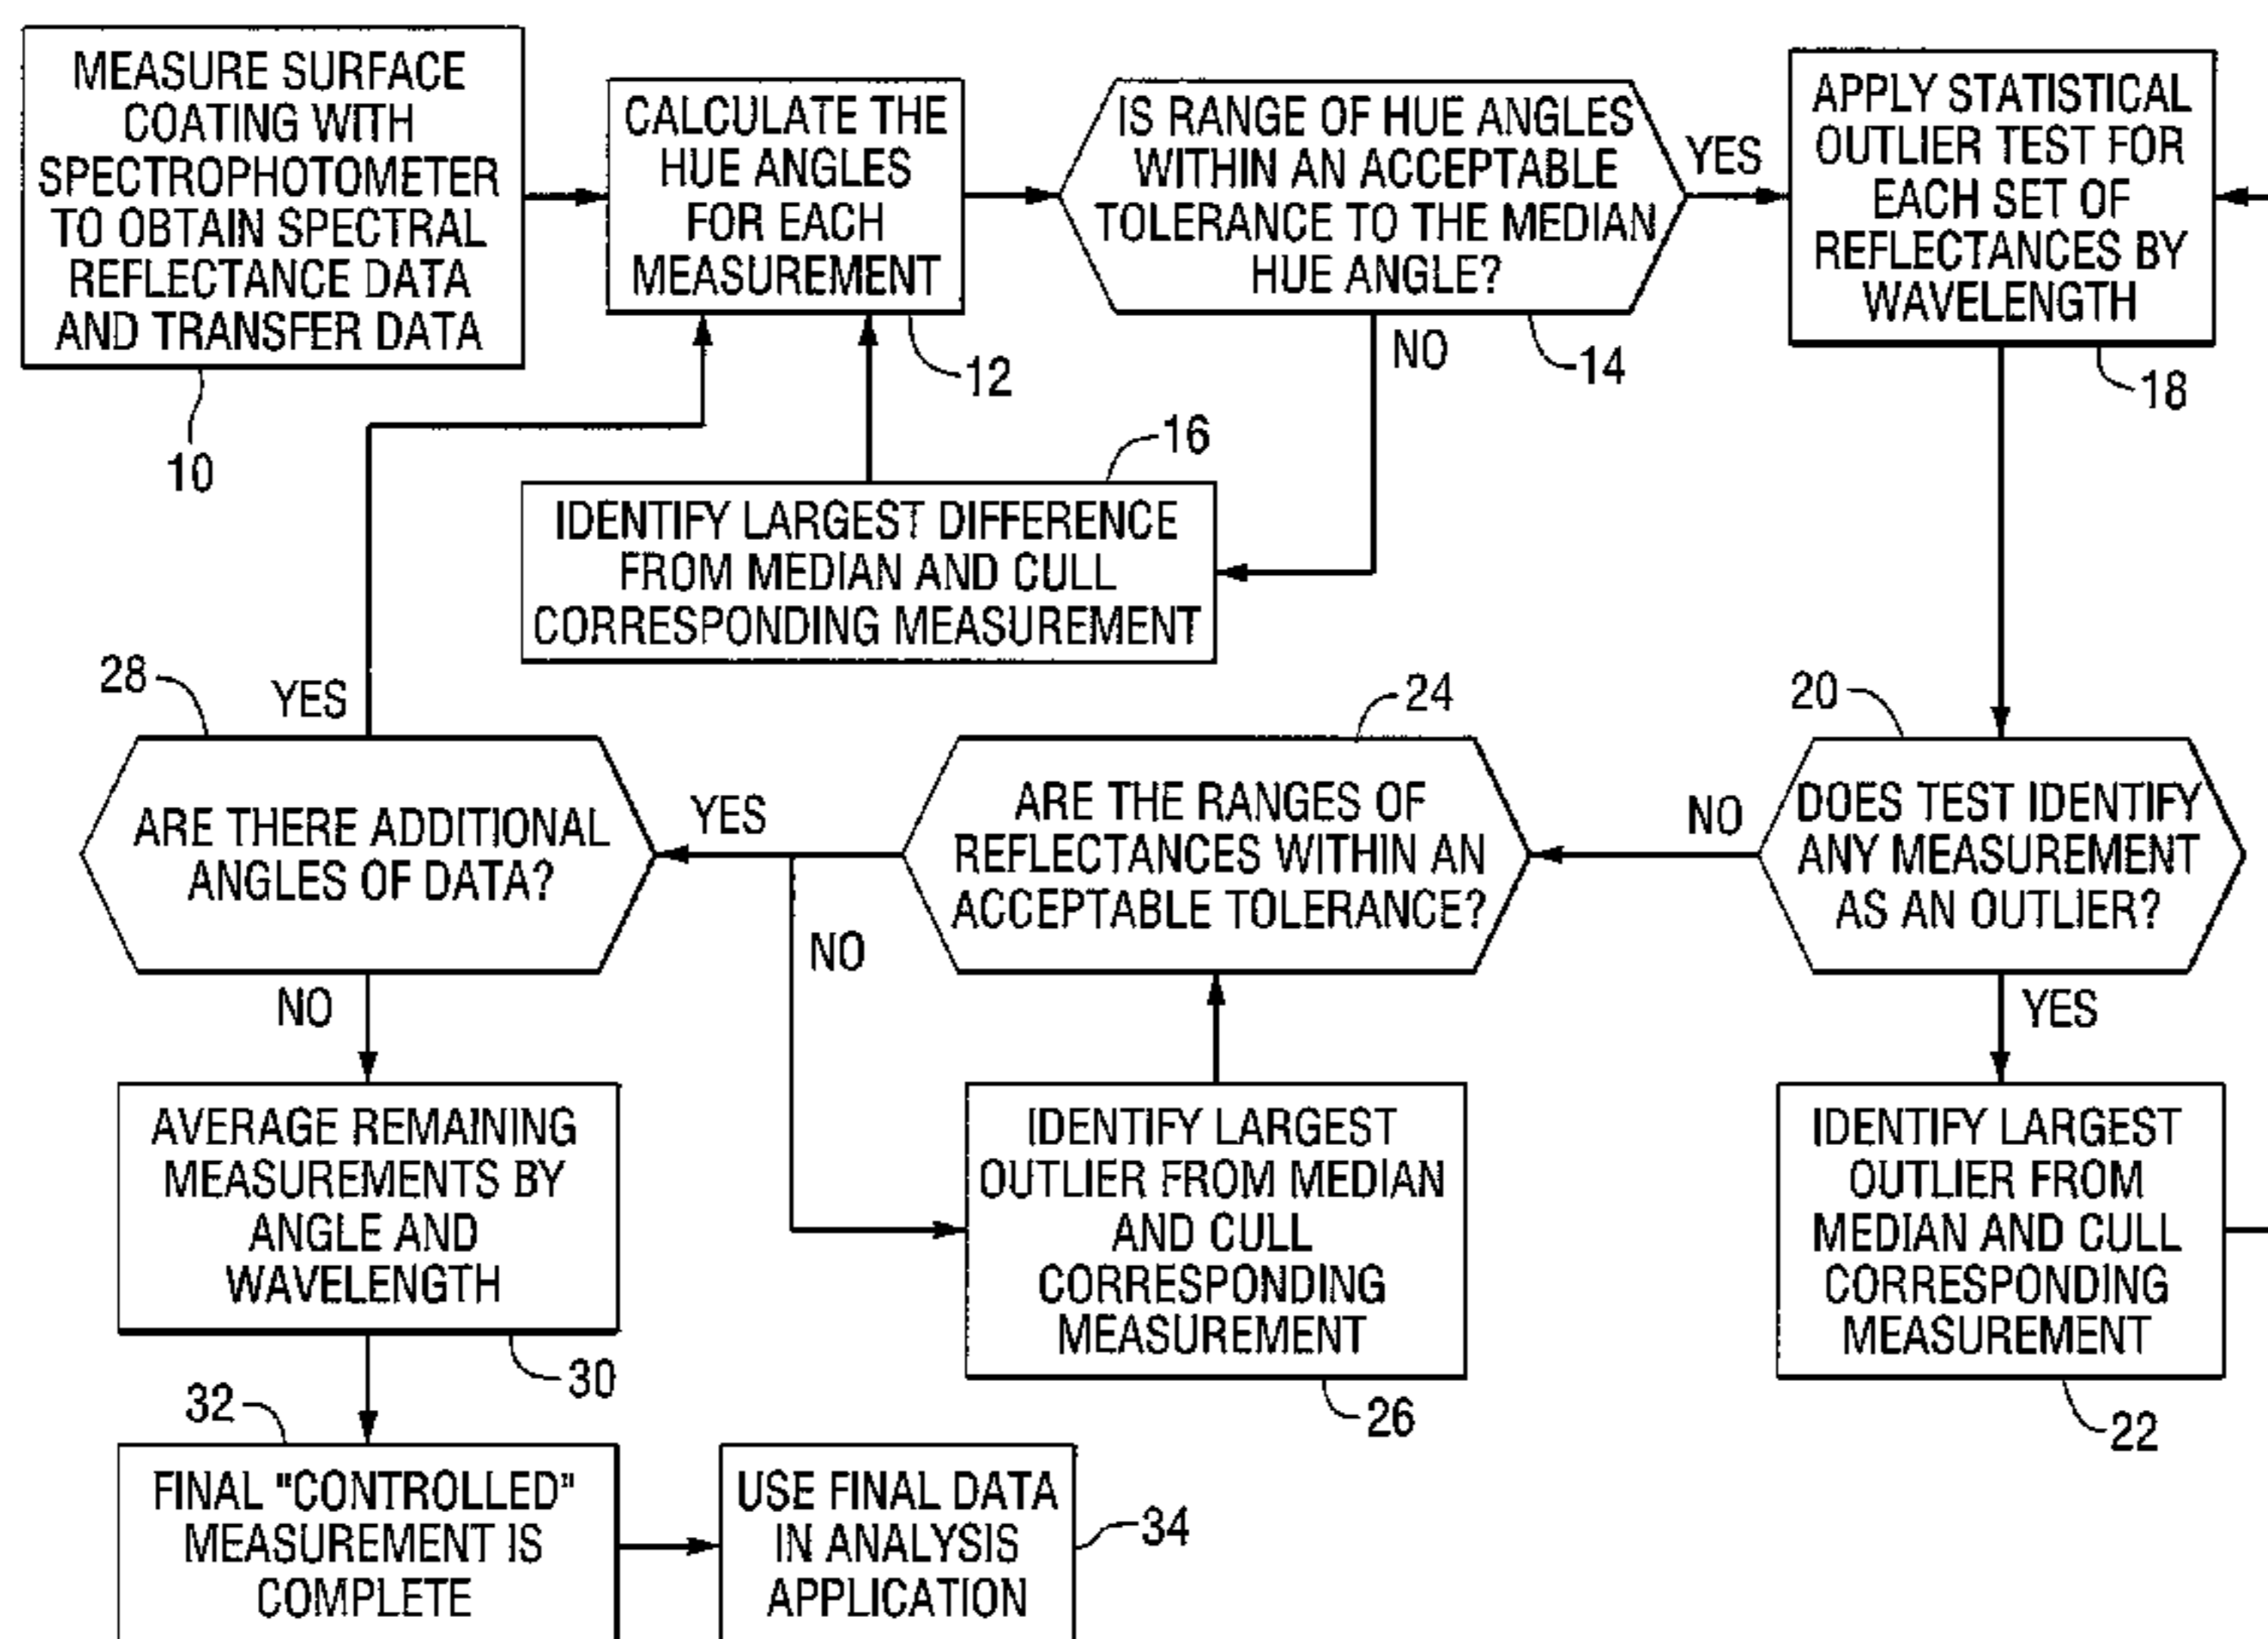 MEASURE SURFACE
COATING WITH
SPECTROPHOTOMETER
TO OBTAIN SPECTRAL
REFLECTANCE DATA
AND TRANSFER DATA
10
CALCULATE THE
HUE ANGLES
FOR EACH
MEASUREMENT
12
IS RANGE OF HUE ANGLES
WITHIN AN ACCEPTABLE
TOLERANCE TO THE MEDIAN
HUE ANGLE?
14
YES
NO
APPLY STATISTICAL
OUTLIER TEST FOR
EACH SET OF
REFLECTANCES BY
WAVELENGTH
18
16
IDENTIFY LARGEST DIFFERENCE
FROM MEDIAN AND CULL
CORRESPONDING MEASUREMENT
28
YES
ARE THERE ADDITIONAL
ANGLES OF DATA?
NO
YES
NO
24
ARE THE RANGES OF
REFLECTANCES WITHIN AN
ACCEPTABLE TOLERANCE?
NO
20
DOES TEST IDENTIFY
ANY MEASUREMENT
AS AN OUTLIER?
YES
AVERAGE REMAINING
MEASUREMENTS BY
ANGLE AND
WAVELENGTH
30
IDENTIFY LARGEST
OUTLIER FROM MEDIAN
AND CULL
CORRESPONDING
MEASUREMENT
26
IDENTIFY LARGEST
OUTLIER FROM
MEDIAN AND CULL
CORRESPONDING
MEASUREMENT
22
32
FINAL "CONTROLLED"
MEASUREMENT IS
COMPLETE
USE FINAL DATA
IN ANALYSIS
APPLICATION
34